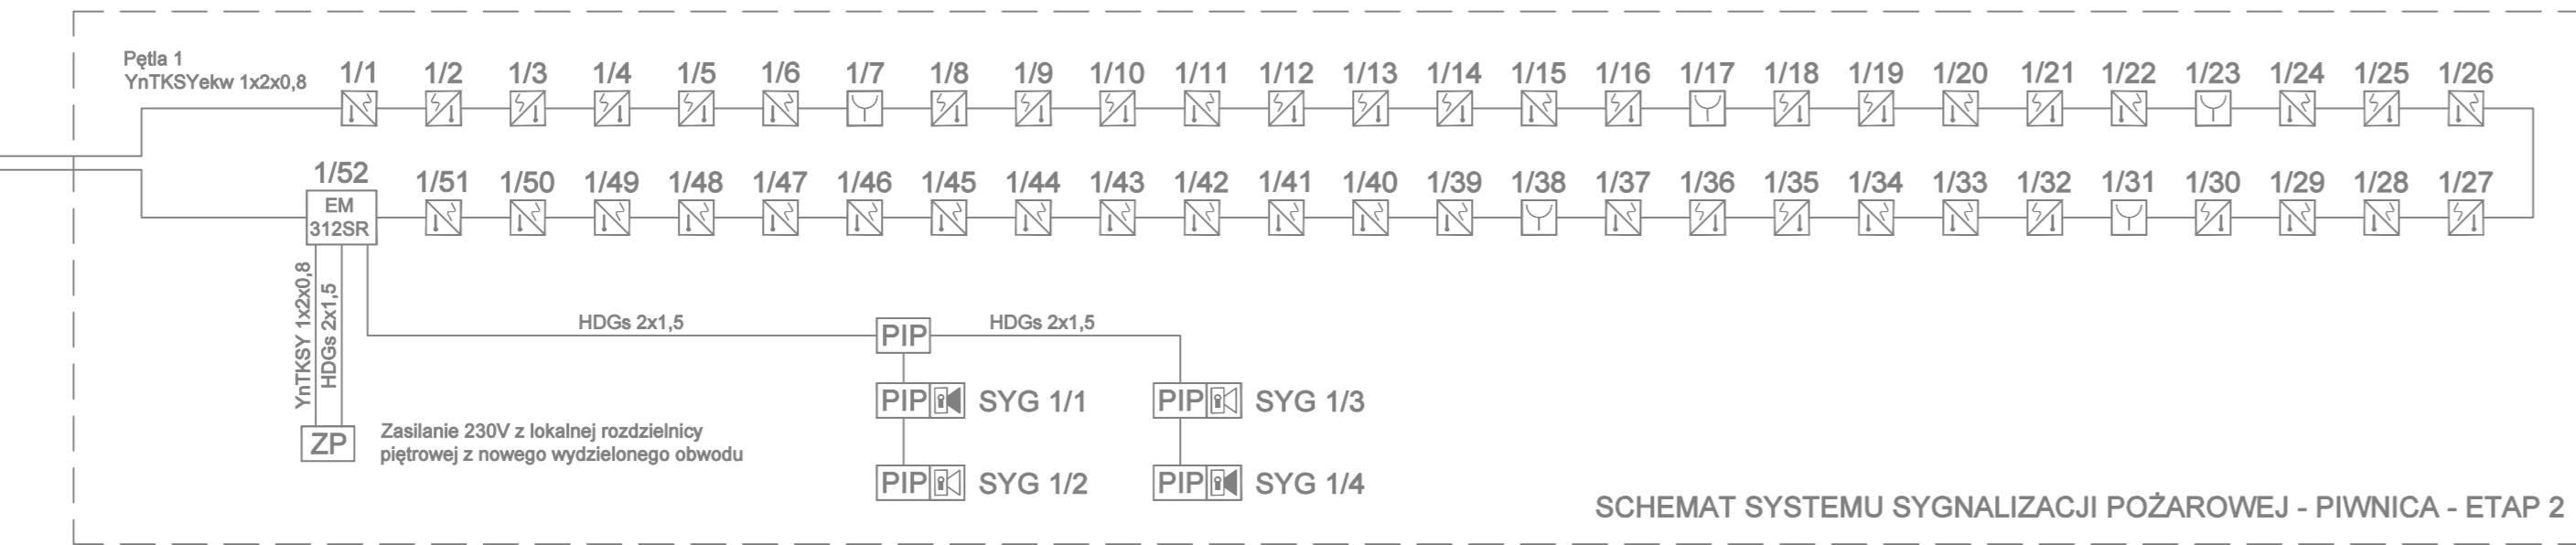 Pętla 1
YnTKSYekw 1x2x0,8
1/1 1/2 1/3 1/4 1/5 1/6 1/7 1/8 1/9 1/10 1/11 1/12 1/13 1/14 1/15 1/16 1/17 1/18 1/19 1/20 1/21 1/22 1/23 1/24 1/25 1/26
1/52 1/51 1/50 1/49 1/48 1/47 1/46 1/45 1/44 1/43 1/42 1/41 1/40 1/39 1/38 1/37 1/36 1/35 1/34 1/33 1/32 1/31 1/30 1/29 1/28 1/27
EM
312SR
YnTKSY 1x2x0,8
HDGs 2x1,5
HDGs 2x1,5
PIP
HDGs 2x1,5
PIP SYG 1/1
PIP SYG 1/3
ZP
Zasilanie 230V z lokalnej rozdzielnicy
piętrowej z nowego wydzielonego obwodu
PIP SYG 1/2
PIP SYG 1/4
SCHEMAT SYSTEMU SYGNALIZACJI POŻAROWEJ - PIWNICA - ETAP 2